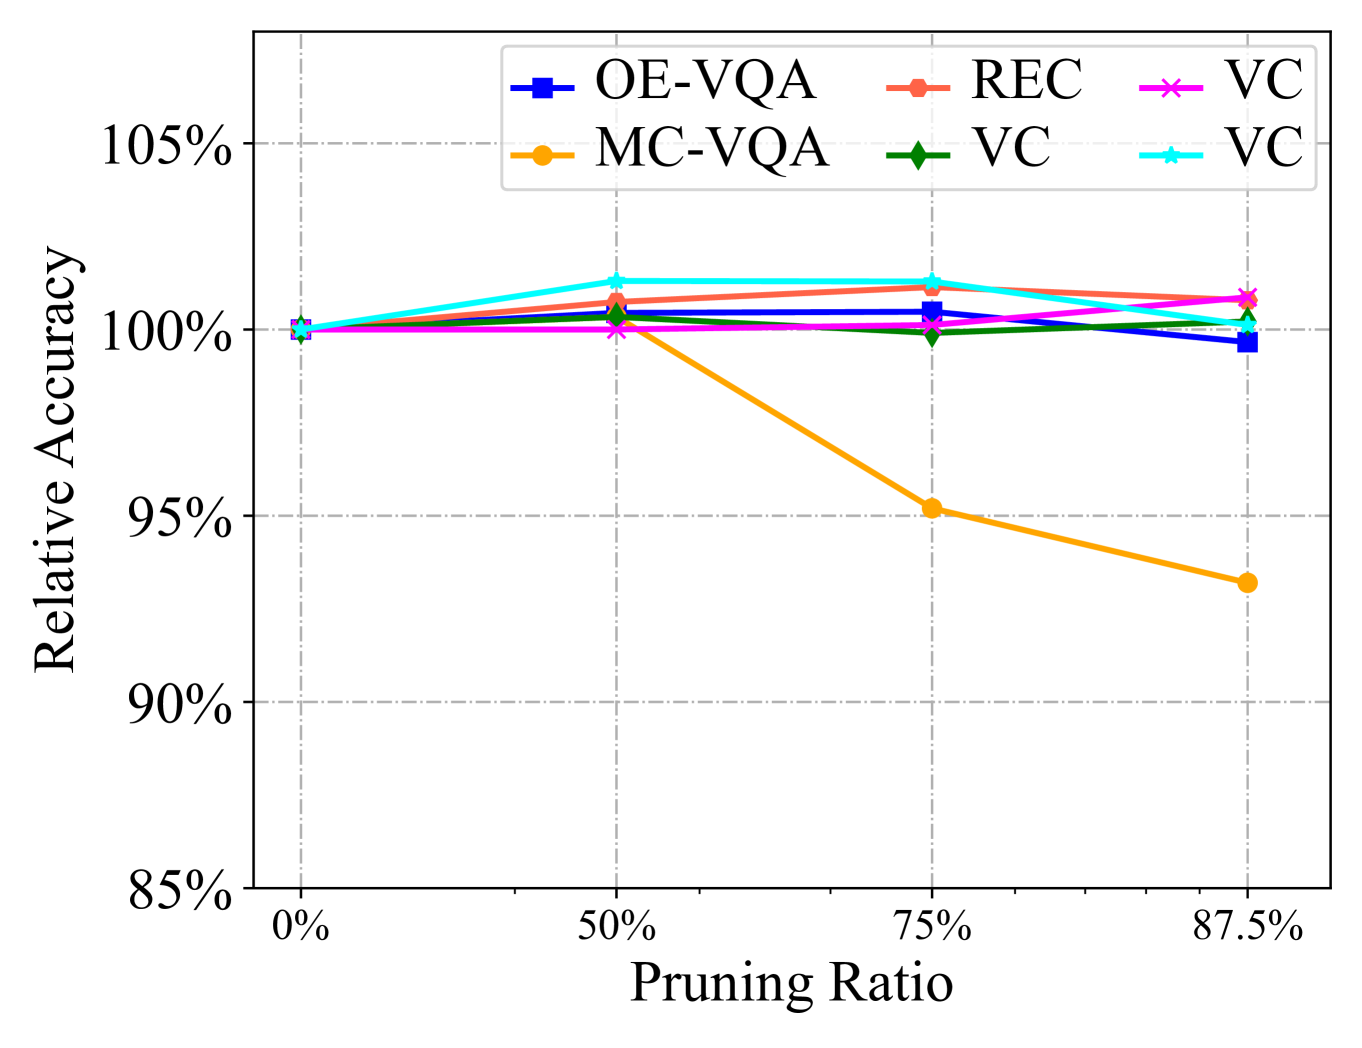 OE-VQA REC VC
MC-VQA VC VC
105%
100%
95%
90%
85%
Relative Accuracy
0% 50% 75% 87.5%
Pruning Ratio